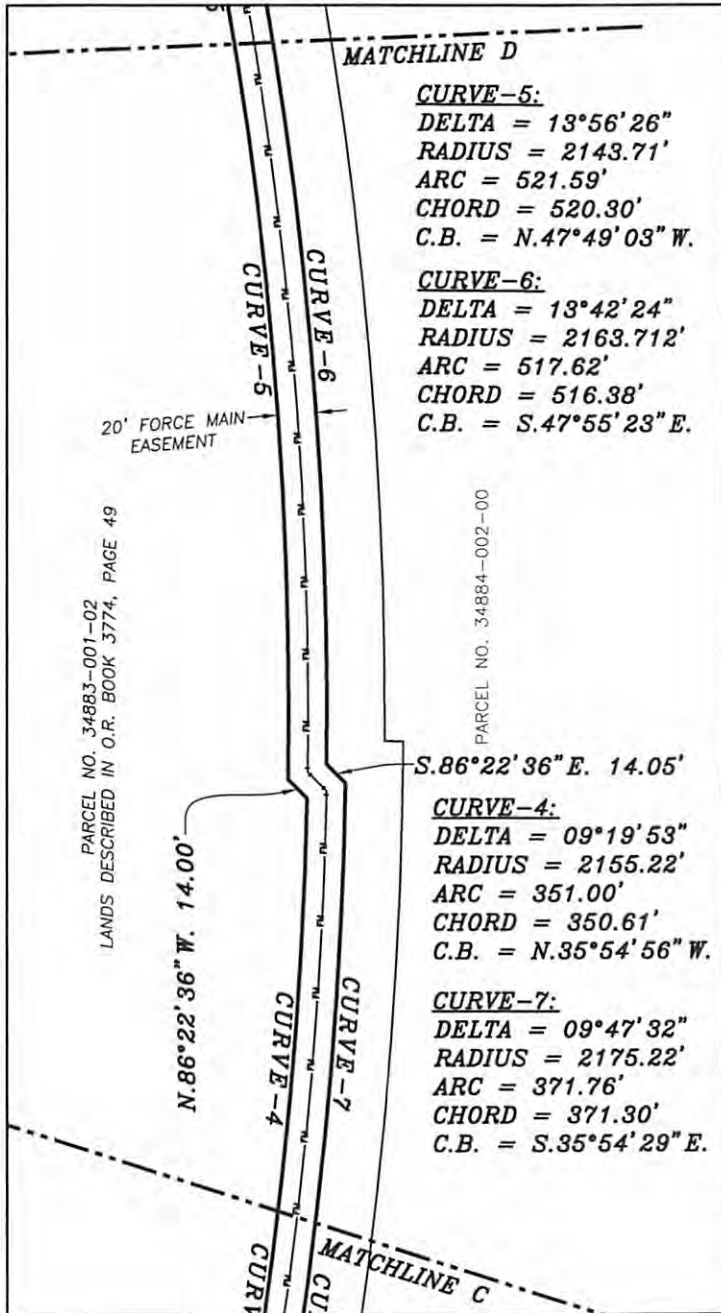 MATCHLINE D
CURVE-5:
DELTA = 13°56'26"
RADIUS = 2143.71'
ARC = 521.59'
CHORD = 520.30'
C.B. = N.47°49'03"W.
CURVE-6:
DELTA = 13°42'24"
RADIUS = 2163.712'
ARC = 517.62'
CHORD = 516.38'
C.B. = S.47°55'23"E.
CURVE-5
CURVE-6
20' FORCE MAIN
EASEMENT
PARCEL NO. 34883-001-02
LANDS DESCRIBED IN O.R. BOOK 3774, PAGE 49
PARCEL NO. 34884-002-00
S.86°22'36"E. 14.05'
N.86°22'36"W. 14.00'
CURVE-4:
DELTA = 09°19'53"
RADIUS = 2155.22'
ARC = 351.00'
CHORD = 350.61'
C.B. = N.35°54'56"W.
CURVE-7:
DELTA = 09°47'32"
RADIUS = 2175.22'
ARC = 371.76'
CHORD = 371.30'
C.B. = S.35°54'29"E.
CURVE-4
CURVE-7
MATCHLINE C
CURV
CU